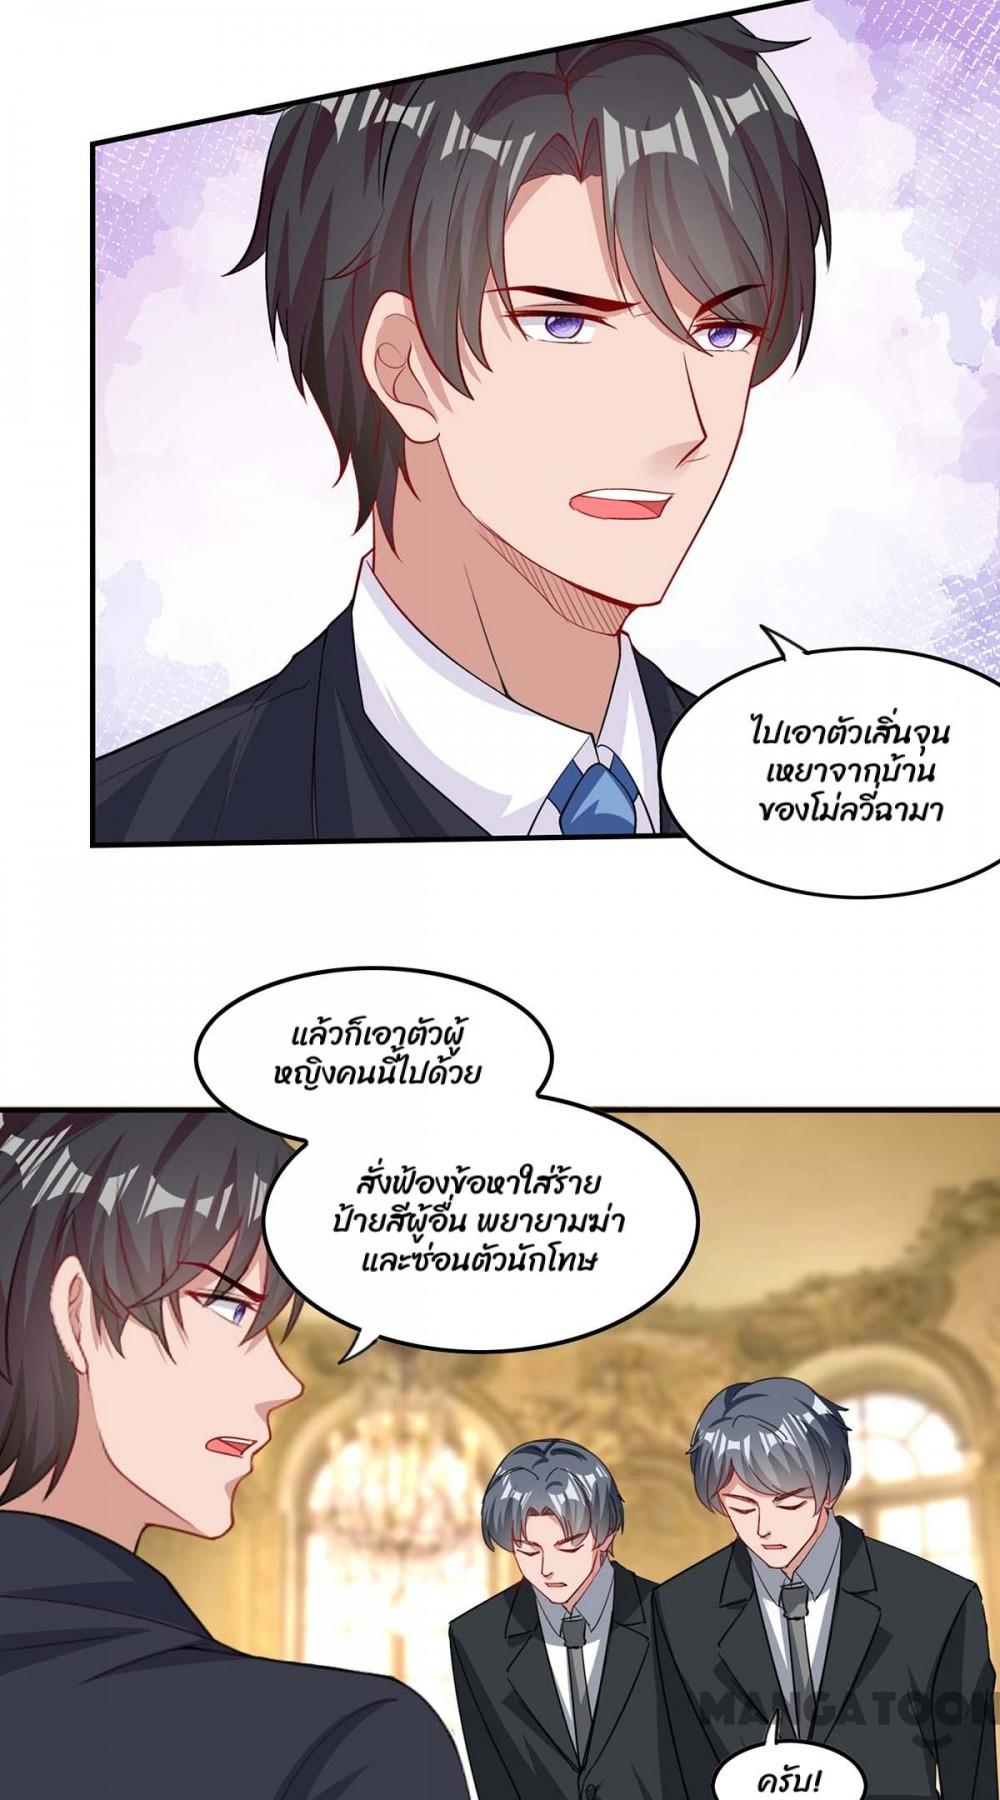 ไปเอาตัวเสิ่นจุน
เหยาจากบ้าน
ของโม่ลวี่ฉามา
แล้วก็เอาตัวผู้
หญิงคนนี้ไปด้วย
สั่งฟ้องข้อหาใส่ร้าย
ป้ายสีผู้อื่น พยายามฆ่า
และซ่อนตัวนักโทษ
MANGATOON
ครับ!